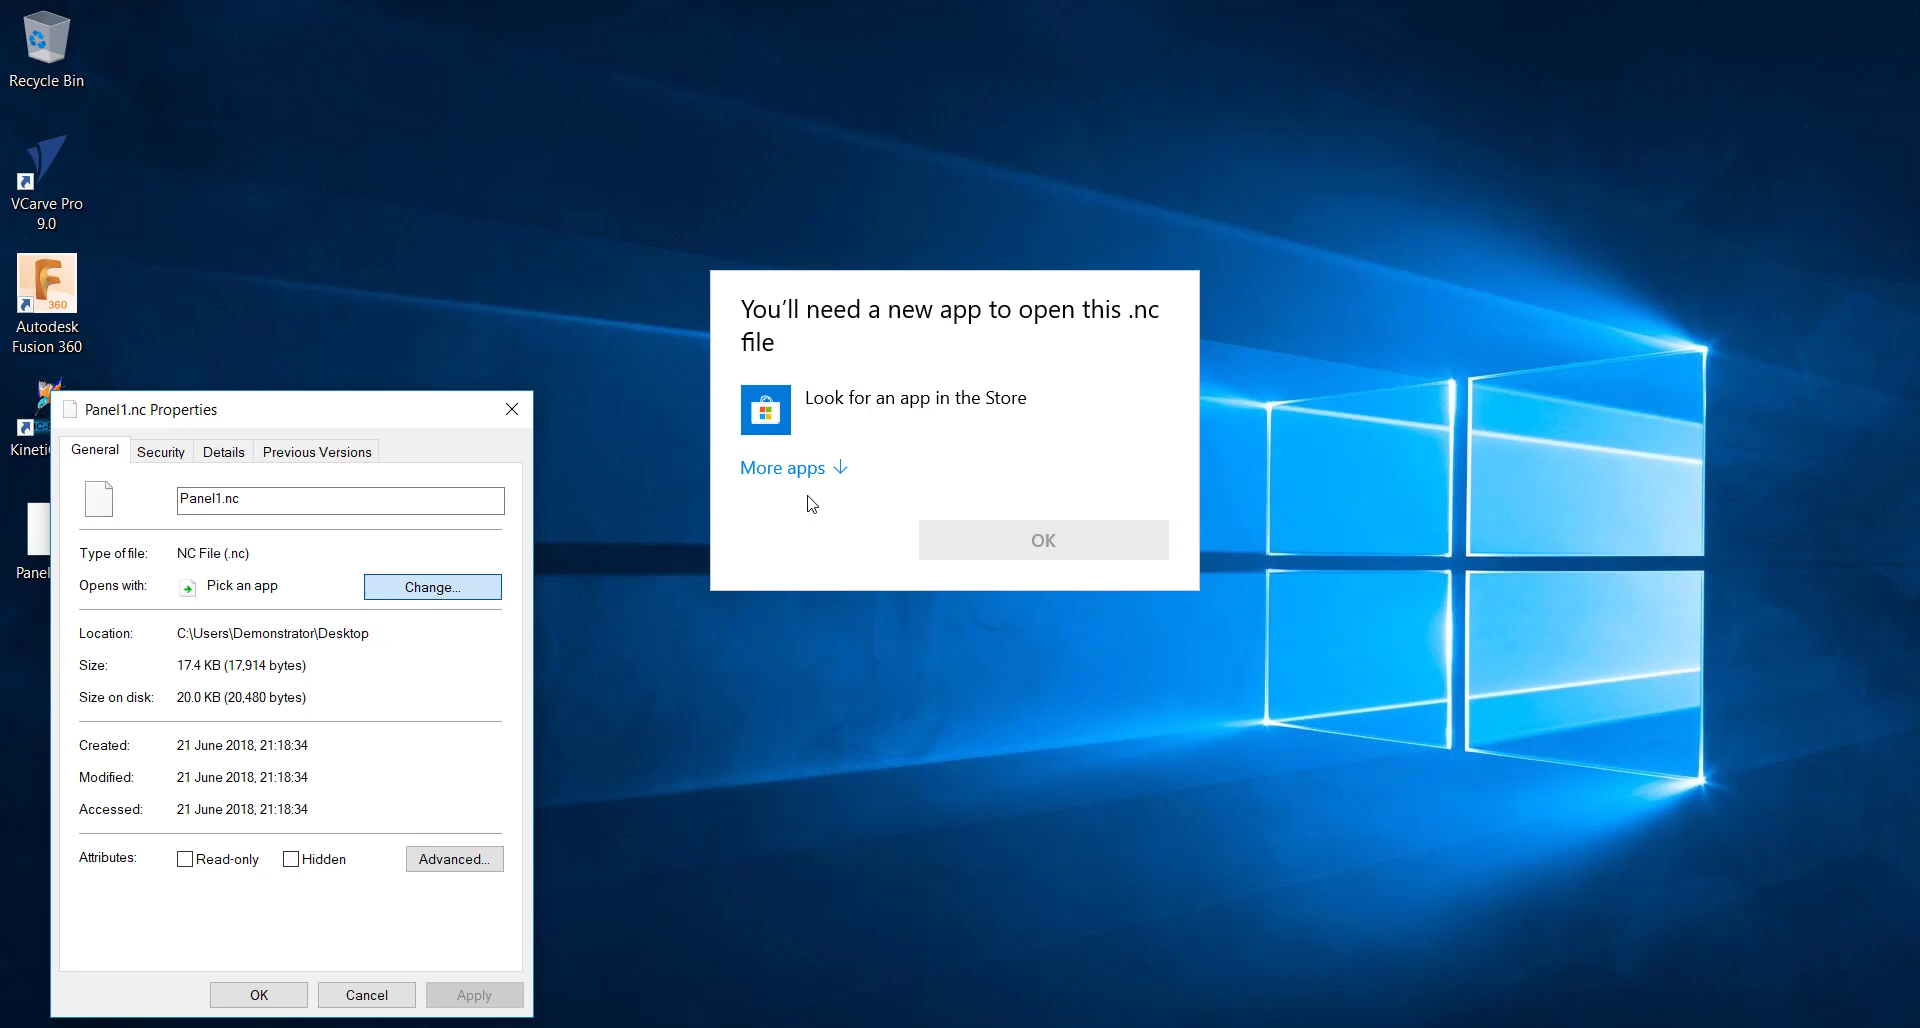 Recycle Bin
VCarve Pro
9.0
360
Autodesk
Fusion 360
Panel1.nc Properties
General
Security
Details
Previous Versions
Panel1.nc
Type of file:
NC File (.nc)
Opens with:
Pick an app
Change...
Location:
C:\Users\Demonstrator\Desktop
Size:
17.4 KB (17,914 bytes)
Size on disk:
20.0 KB (20,480 bytes)
Created:
21 June 2018, 21:18:34
Modified:
21 June 2018, 21:18:34
Accessed:
21 June 2018, 21:18:34
Attributes:
Read-only
Hidden
Advanced...
OK
Cancel
Apply
You'll need a new app to open this .nc
file
Look for an app in the Store
More apps
OK